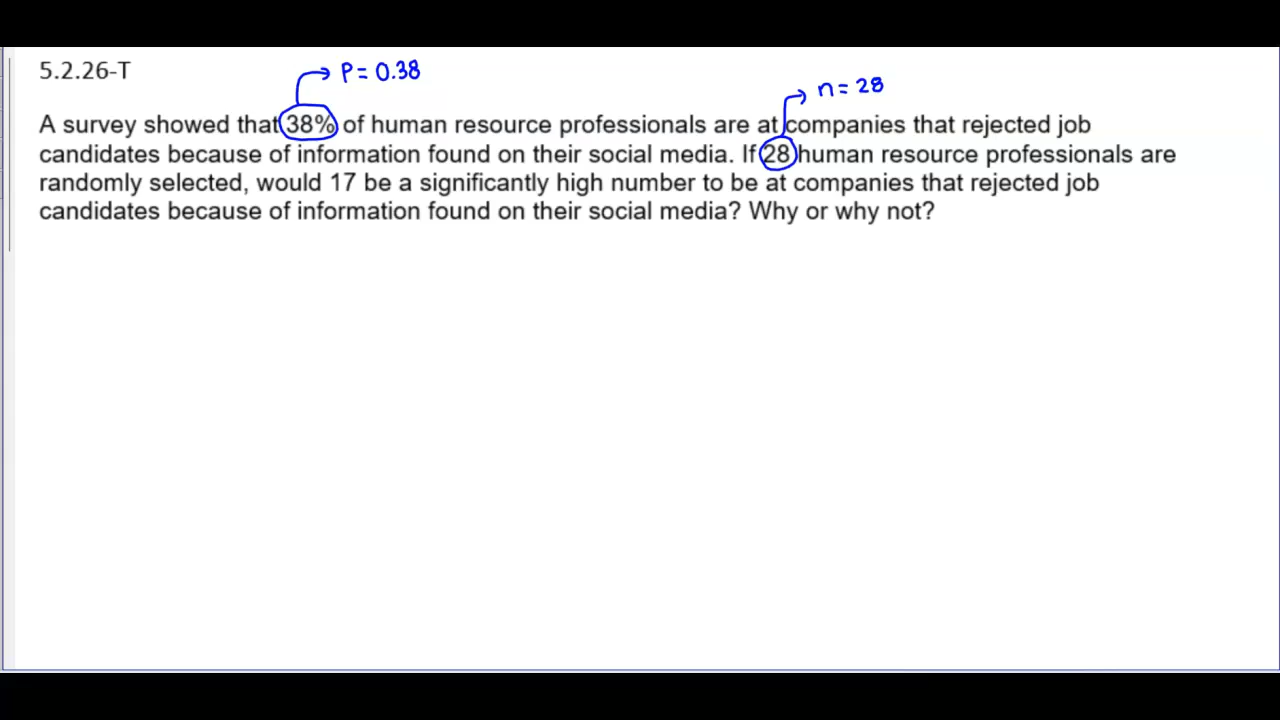 5.2.26-T
P = 0.38
n = 28
A survey showed that 38% of human resource professionals are at companies that rejected job
candidates because of information found on their social media. If 28 human resource professionals are
randomly selected, would 17 be a significantly high number to be at companies that rejected job
candidates because of information found on their social media? Why or why not?